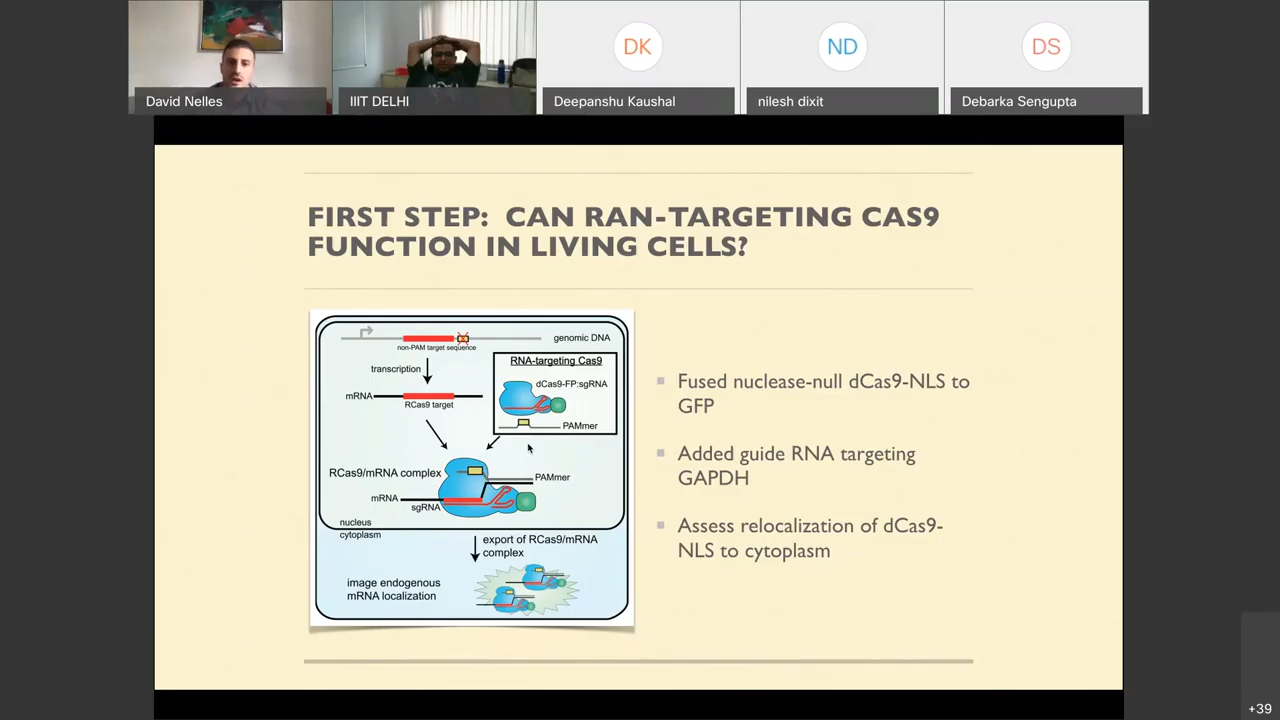 DK
ND
DS
David Nelles
IIIT DELHI
Deepanshu Kaushal
nilesh dixit
Debarka Sengupta
FIRST STEP: CAN RAN-TARGETING CAS9
FUNCTION IN LIVING CELLS?
genomic DNA
non-PAM target sequence
transcription
mRNA
RCas9 target
RNA-targeting Cas9
dCas9-FP:sgRNA
PAMmer
RCas9/mRNA complex
PAMmer
mRNA
sgRNA
nucleus
cytoplasm
export of RCas9/mRNA
complex
image endogenous
mRNA localization
Fused nuclease-null dCas9-NLS to
GFP
Added guide RNA targeting
GAPDH
Assess relocalization of dCas9-
NLS to cytoplasm
+39